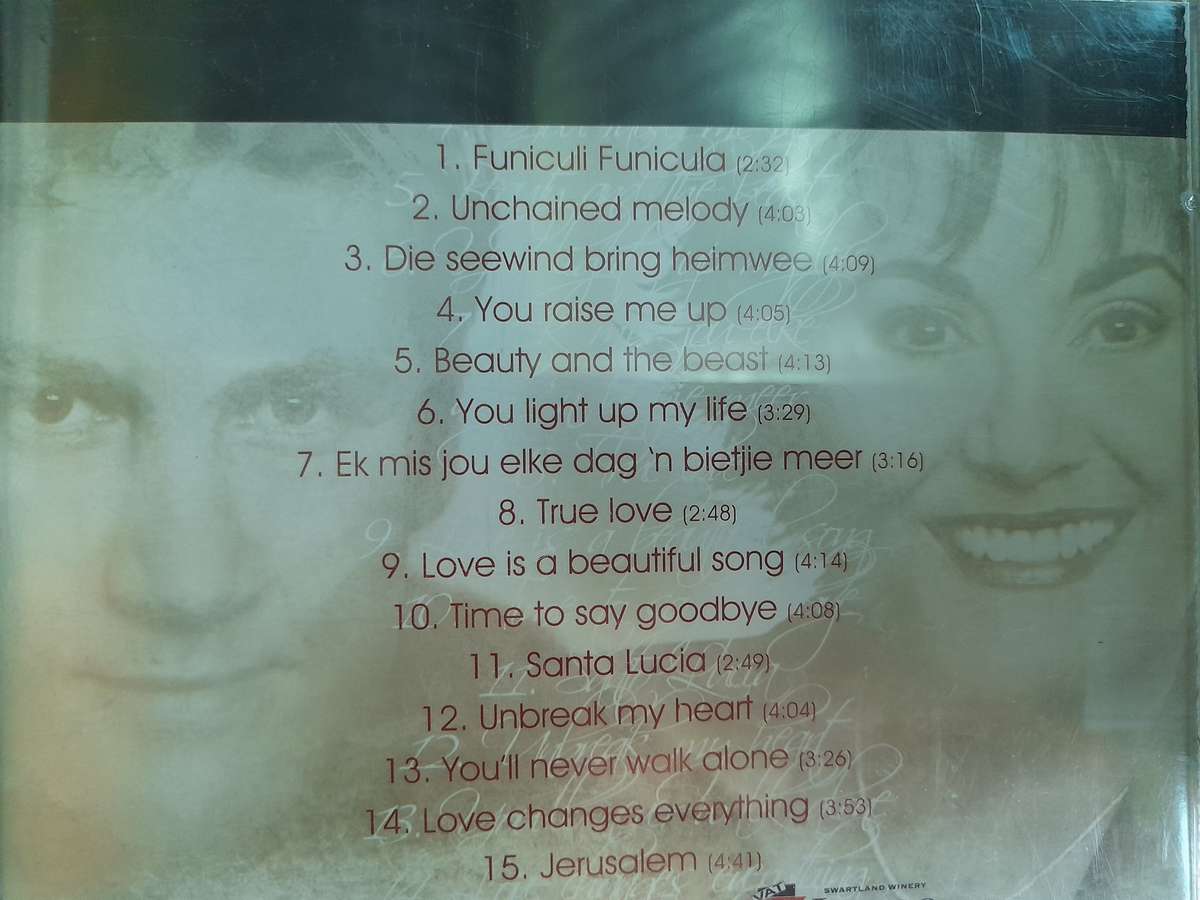 1. Funiculi Funicula (2:32)
2. Unchained melody (4:03)
3. Die seewind bring heimwee (4:09)
4. You raise me up (4:05)
5. Beauty and the beast (4:13)
6. You light up my life (3:29)
7. Ek mis jou elke dag 'n bietjie meer (3:16)
8. True love (2:48)
9. Love is a beautiful song (4:14)
10. Time to say goodbye (4:08)
11. Santa Lucia (2:49)
12. Unbreak my heart (4:04)
13. You'll never walk alone (3:26)
14. Love changes everything (3:53)
15. Jerusalem (4:41)
VAT SWARTLAND WINERY